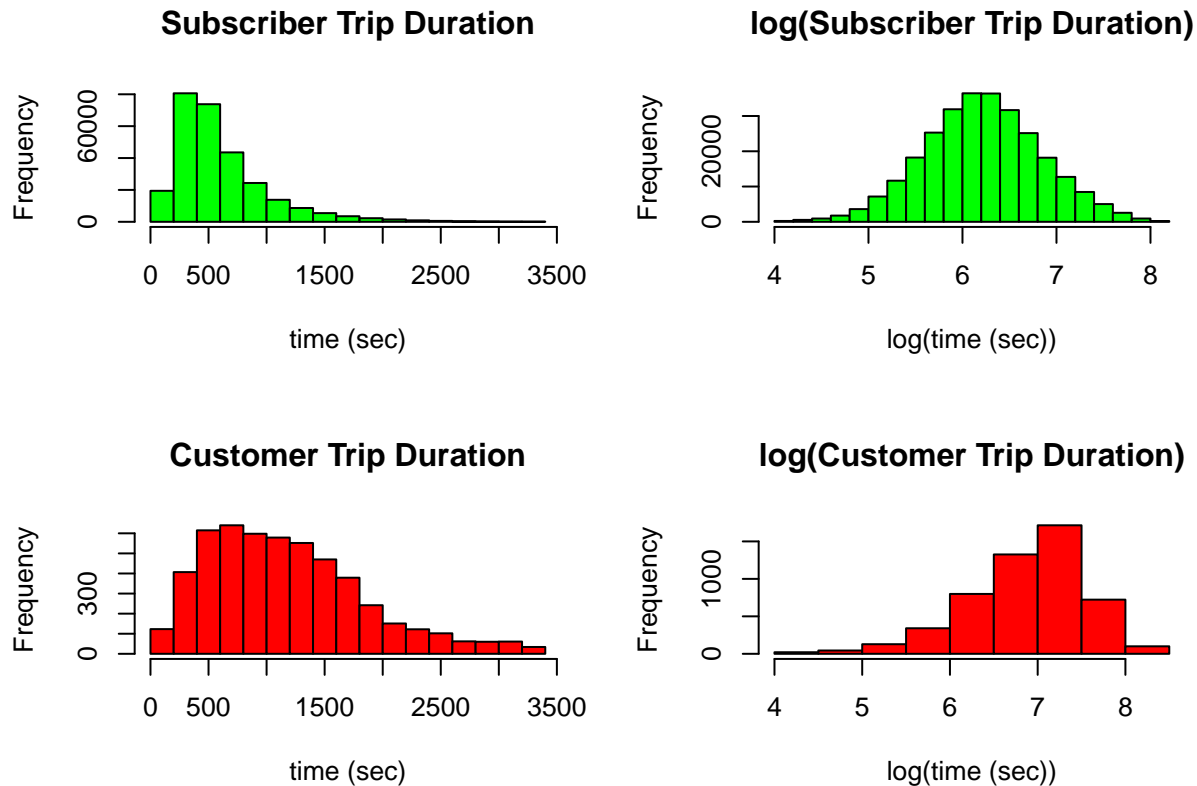 Subscriber Trip Duration
Frequency
0
60000
0 500 1500 2500 3500
time (sec)
log(Subscriber Trip Duration)
Frequency
0
20000
4 5 6 7 8
log(time (sec))
Customer Trip Duration
Frequency
0
300
0 500 1500 2500 3500
time (sec)
log(Customer Trip Duration)
Frequency
0
1000
4 5 6 7 8
log(time (sec))